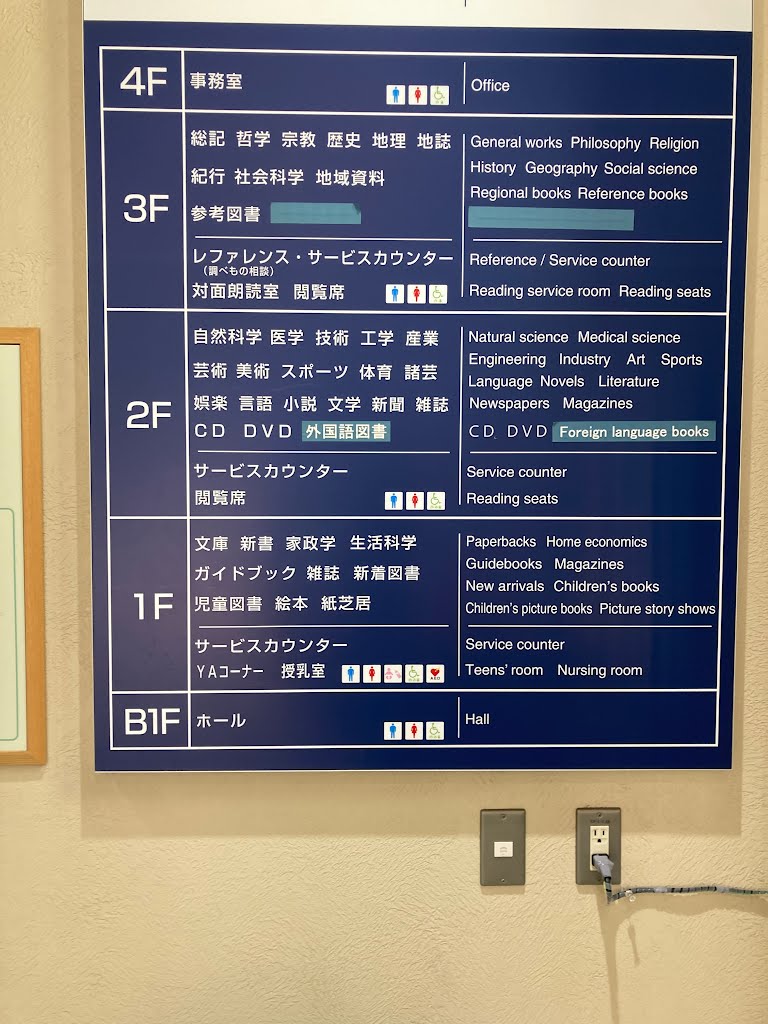 4F
事務室
Office
3F
総記 哲学 宗教 歴史 地理 地誌
紀行 社会科学 地域資料
参考図書
General works Philosophy Religion
History Geography Social science
Regional books Reference books
レファレンス・サービスカウンター
(調べもの相談)
対面朗読室 閲覧席
Reference / Service counter
Reading service room Reading seats
2F
自然科学 医学 技術 工学 産業
芸術 美術 スポーツ 体育 諸芸
娯楽 言語 小説 文学 新聞 雑誌
CD DVD 外国語図書
Natural science Medical science
Engineering Industry Art Sports
Language Novels Literature
Newspapers Magazines
CD. DVD Foreign language books
サービスカウンター
閲覧席
Service counter
Reading seats
1F
文庫 新書 家政学 生活科学
ガイドブック 雑誌 新着図書
児童図書 絵本 紙芝居
Paperbacks Home economics
Guidebooks Magazines
New arrivals Children's books
Children's picture books Picture story shows
サービスカウンター
YAコーナー 授乳室
AED
Service counter
Teens' room Nursing room
B1F
ホール
Hall